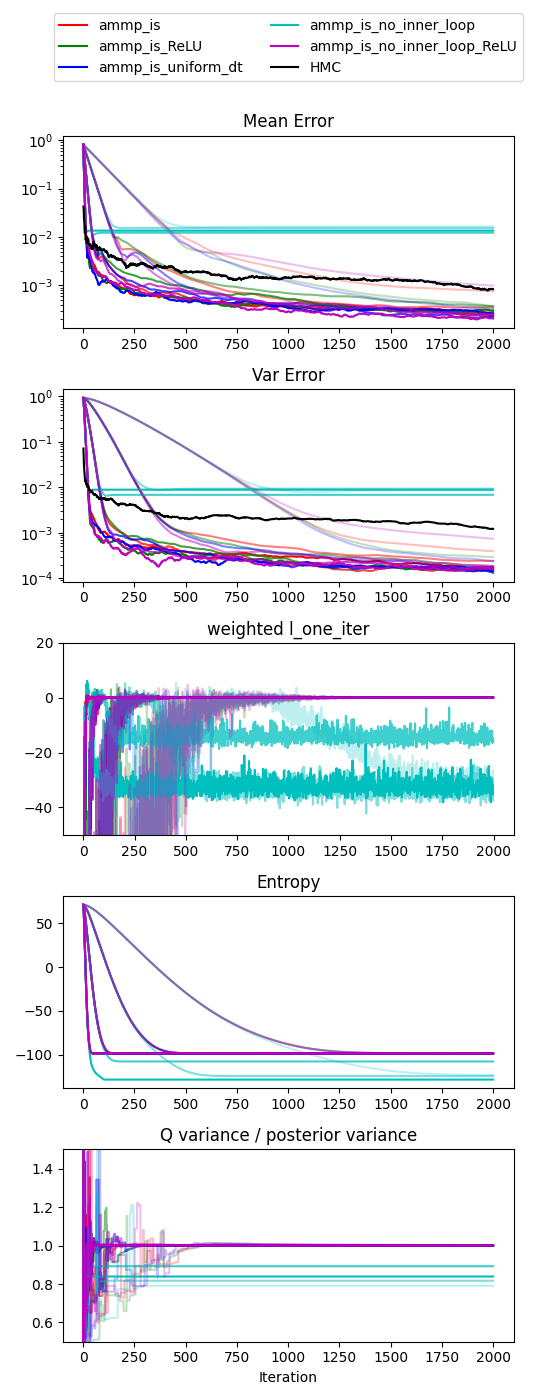 ammp_is
ammp_is_ReLU
ammp_is_uniform_dt
ammp_is_no_inner_loop
ammp_is_no_inner_loop_ReLU
HMC
Mean Error
10⁰
10⁻¹
10⁻²
10⁻³
0 250 500 750 1000 1250 1500 1750 2000
Var Error
10⁰
10⁻¹
10⁻²
10⁻³
10⁻⁴
0 250 500 750 1000 1250 1500 1750 2000
weighted l_one_iter
20
0
−20
−40
0 250 500 750 1000 1250 1500 1750 2000
Entropy
50
0
−50
−100
0 250 500 750 1000 1250 1500 1750 2000
Q variance / posterior variance
1.4
1.2
1.0
0.8
0.6
0 250 500 750 1000 1250 1500 1750 2000
Iteration